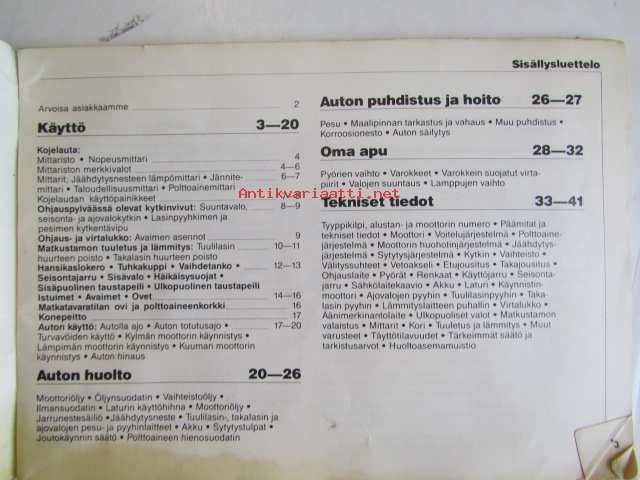 Sisällysluettelo
Arvoisa asiakkaamme 2
Käyttö 3—20
Kojelauta:
Mittaristo • Nopeusmittari 4
Mittariston merkkivalot 4—6
Mittarit: Jäähdytysnesteen lämpömittari • Jännite- 6—7
mittari • Taloudellisuusmittari • Polttoainemittari
Kojelaudan käyttöpainikkeet
Ohjauspylväässä olevat kytkinvivut: Suuntavalo, 8—9
seisonta- ja ajovalokytkin • Lasinpyyhkimen ja
pesimen kytkentävipu
Ohjaus- ja virtalukko: Avaimen asennot 9
Matkustamon tuuletus ja lämmitys: Tuulilasin 10—11
huurteen poisto • Takalasin huurteen poisto
Hansikaslokero • Tuhkakuppi • Vaihdetanko • 12—13
Seisontajarru • Sisävalo • Häikäisysuojat •
Sisäpuolinen taustapeili • Ulkopuolinen taustapeili
Istuimet • Avaimet • Ovet 14—16
Matkatavaratilan ovi ja polttoaineenkorkki 16
Konepeitto 17
Auton käyttö: Autolla ajo • Auton totutusajo • 17—20
Turvavöiden käyttö • Kylmän moottorin käynnistys •
Lämpimän moottorin käynnistys • Kuuman moottorin
käynnistys • Auton hinaus
Auton huolto 20—26
Moottoriöljy • Öljynsuodatin • Vaihteistoöljy •
Ilmansuodatin • Laturin käyttöhihna • Moottoriöljy •
Jarrunestesäiliö • Jäähdytysneste • Tuulilasin-, takalasin ja
ajovalojen pesu- ja pyyhinlaitteet • Akku • Sytytystulpat •
Joutokäynnin säätö • Polttoaineen hienosuodatin
Auton puhdistus ja hoito 26—27
Pesu • Maalipinnan tarkastus ja vahaus • Muu puhdistus •
Korroosionesto • Auton säilytys
Oma apu 28—32
Pyörien vaihto • Varokkeet • Varokkein suojatut virta-
piirit • Valojen suuntaus • Lamppujen vaihto
Antikvariaatti.net
Tekniset tiedot 33—41
Tyyppikilpi, alustan- ja moottorin numero • Päämitat ja
tekniset tiedot • Moottori • Voitelujärjestelmä • Polttoaine-
järjestelmä • Moottorin huoholinjärjestelmä • Jäähdytys-
järjestelmä • Sytytysjärjestelmä • Kytkin • Vaihteisto •
Välityssuhteet • Vetoakseli • Etujousitus • Takajousitus •
Ohjauslaite • Pyörät • Renkaat • Käyttöjarru • Seisonta-
jarru • Sähkölaitekaavio • Akku • Laturi • Käynnistin-
moottori • Ajovalojen pyyhin • Tuulilasinpyyhin • Taka-
lasin pyyhin • Lämmityslaitteen puhallin • Virtalukko •
Äänimerkinantolaite • Ulkopuoliset valot • Matkustamon
valaistus • Mittarit • Kori • Tuuletus ja lämmitys • Muut
varusteet • Täyttötilavuudet • Tärkeimmät säätö ja
tarkistusarvot • Huoltoasemamuistio